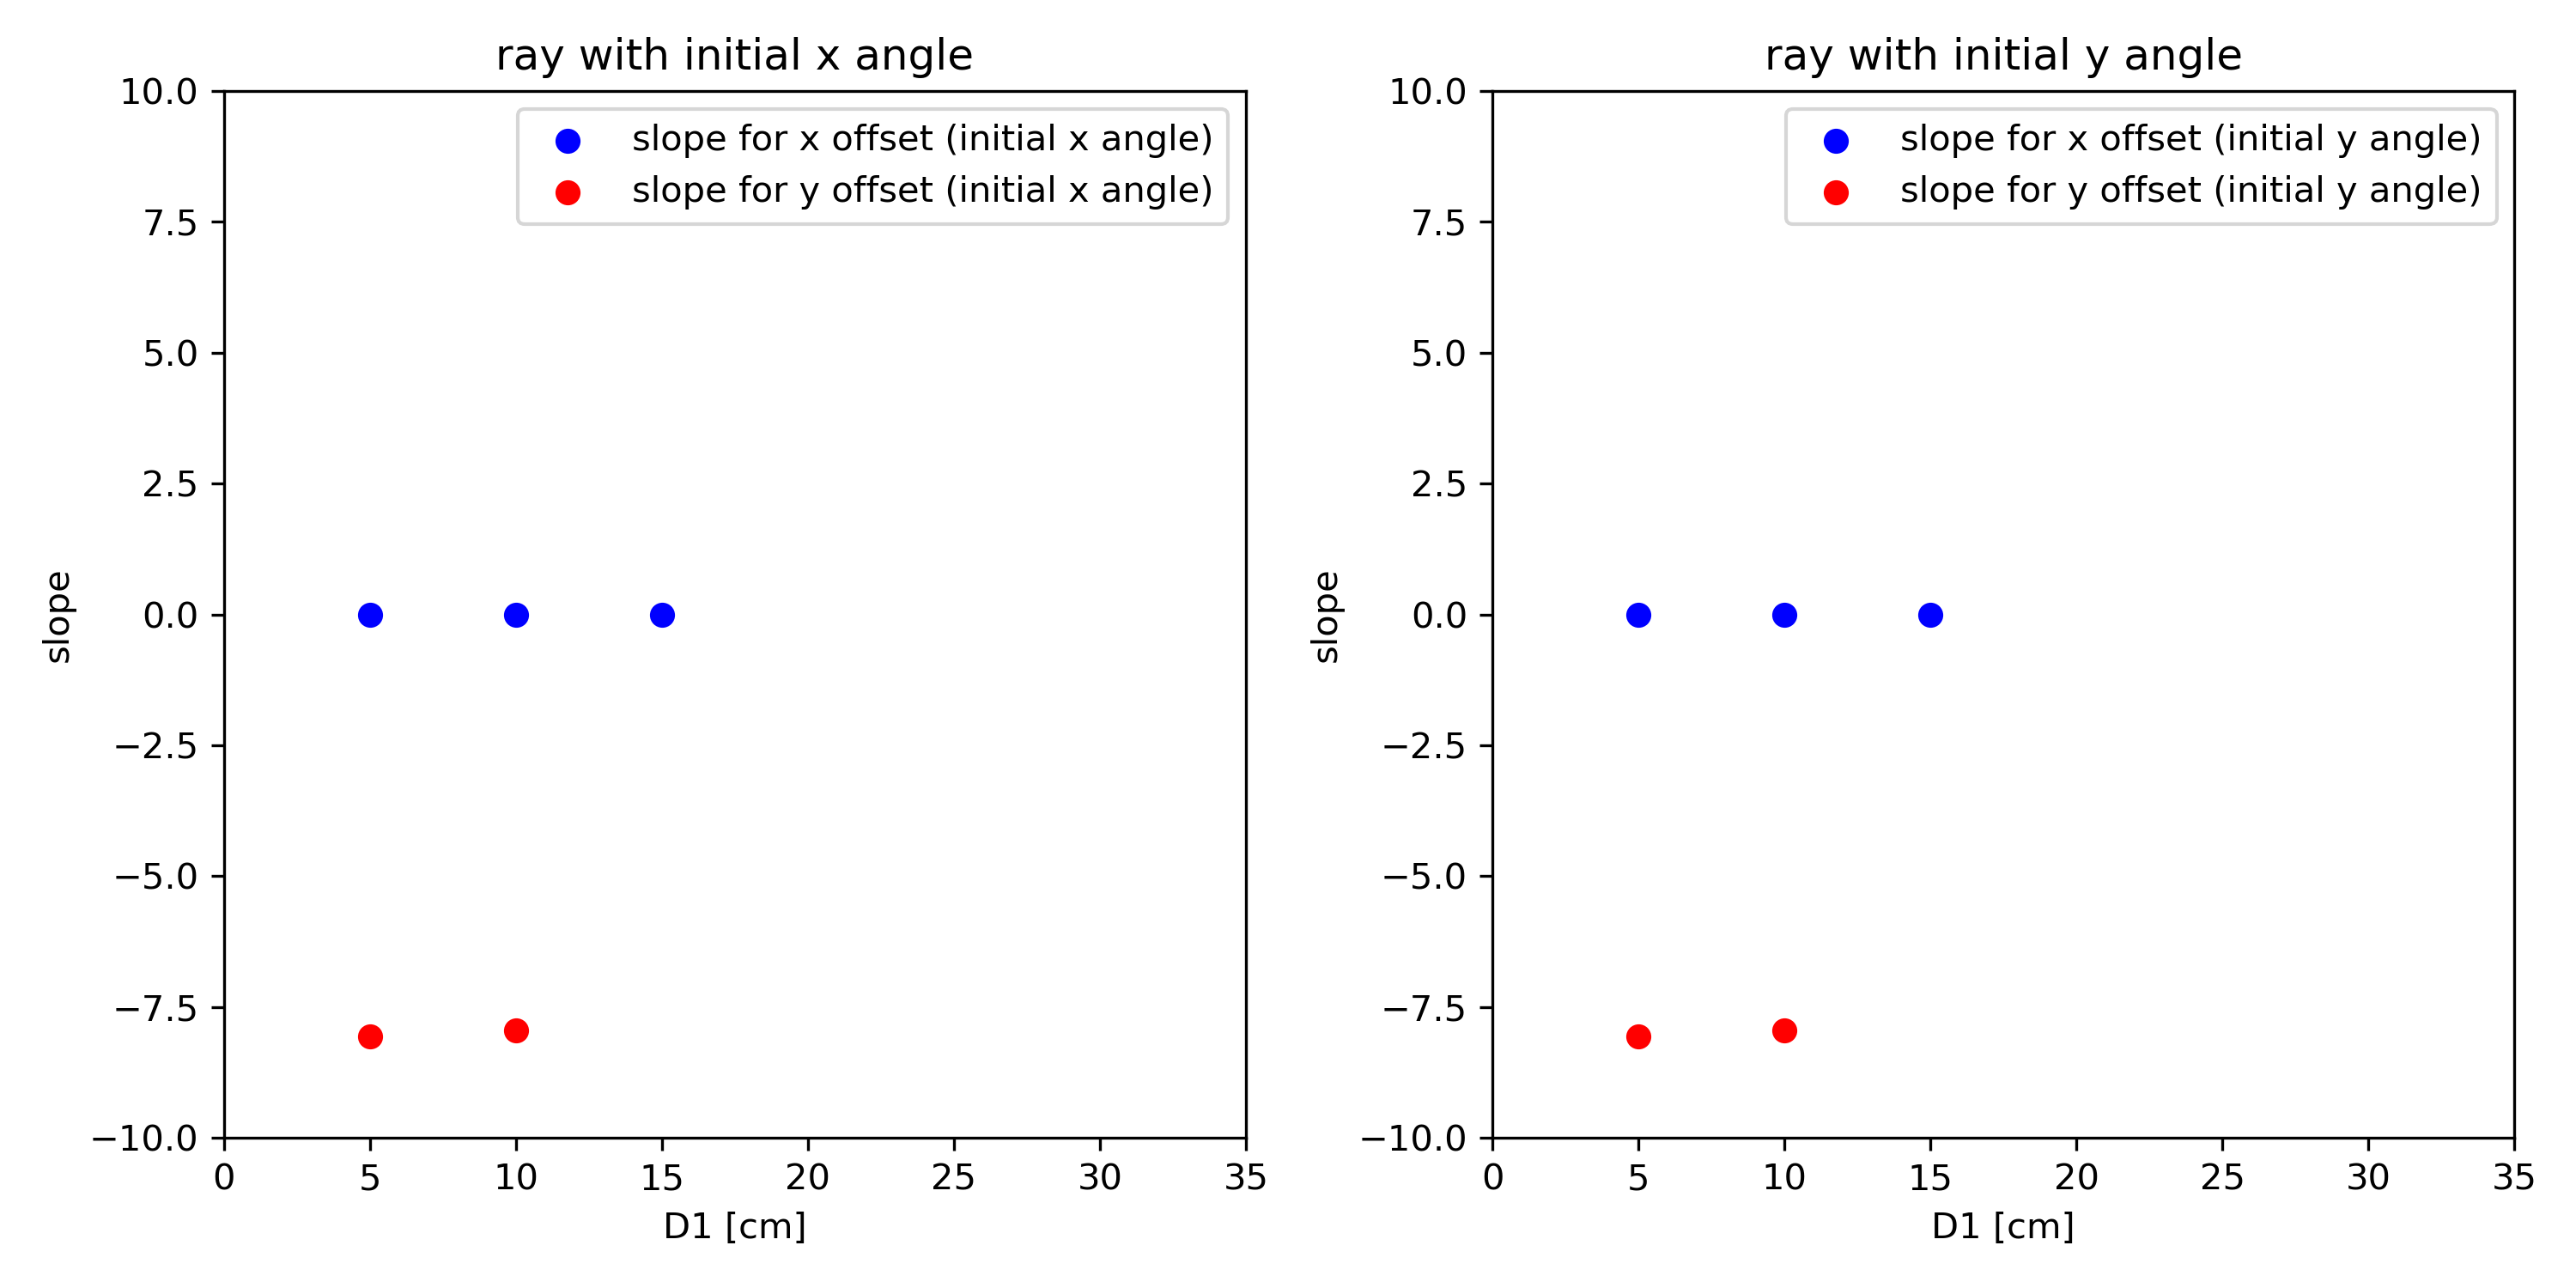 ray with initial x angle
slope for x offset (initial x angle)
slope for y offset (initial x angle)
10.0
7.5
5.0
2.5
0.0
−2.5
−5.0
−7.5
−10.0
slope
0 5 10 15 20 25 30 35
D1 [cm]
ray with initial y angle
slope for x offset (initial y angle)
slope for y offset (initial y angle)
10.0
7.5
5.0
2.5
0.0
−2.5
−5.0
−7.5
−10.0
slope
0 5 10 15 20 25 30 35
D1 [cm]